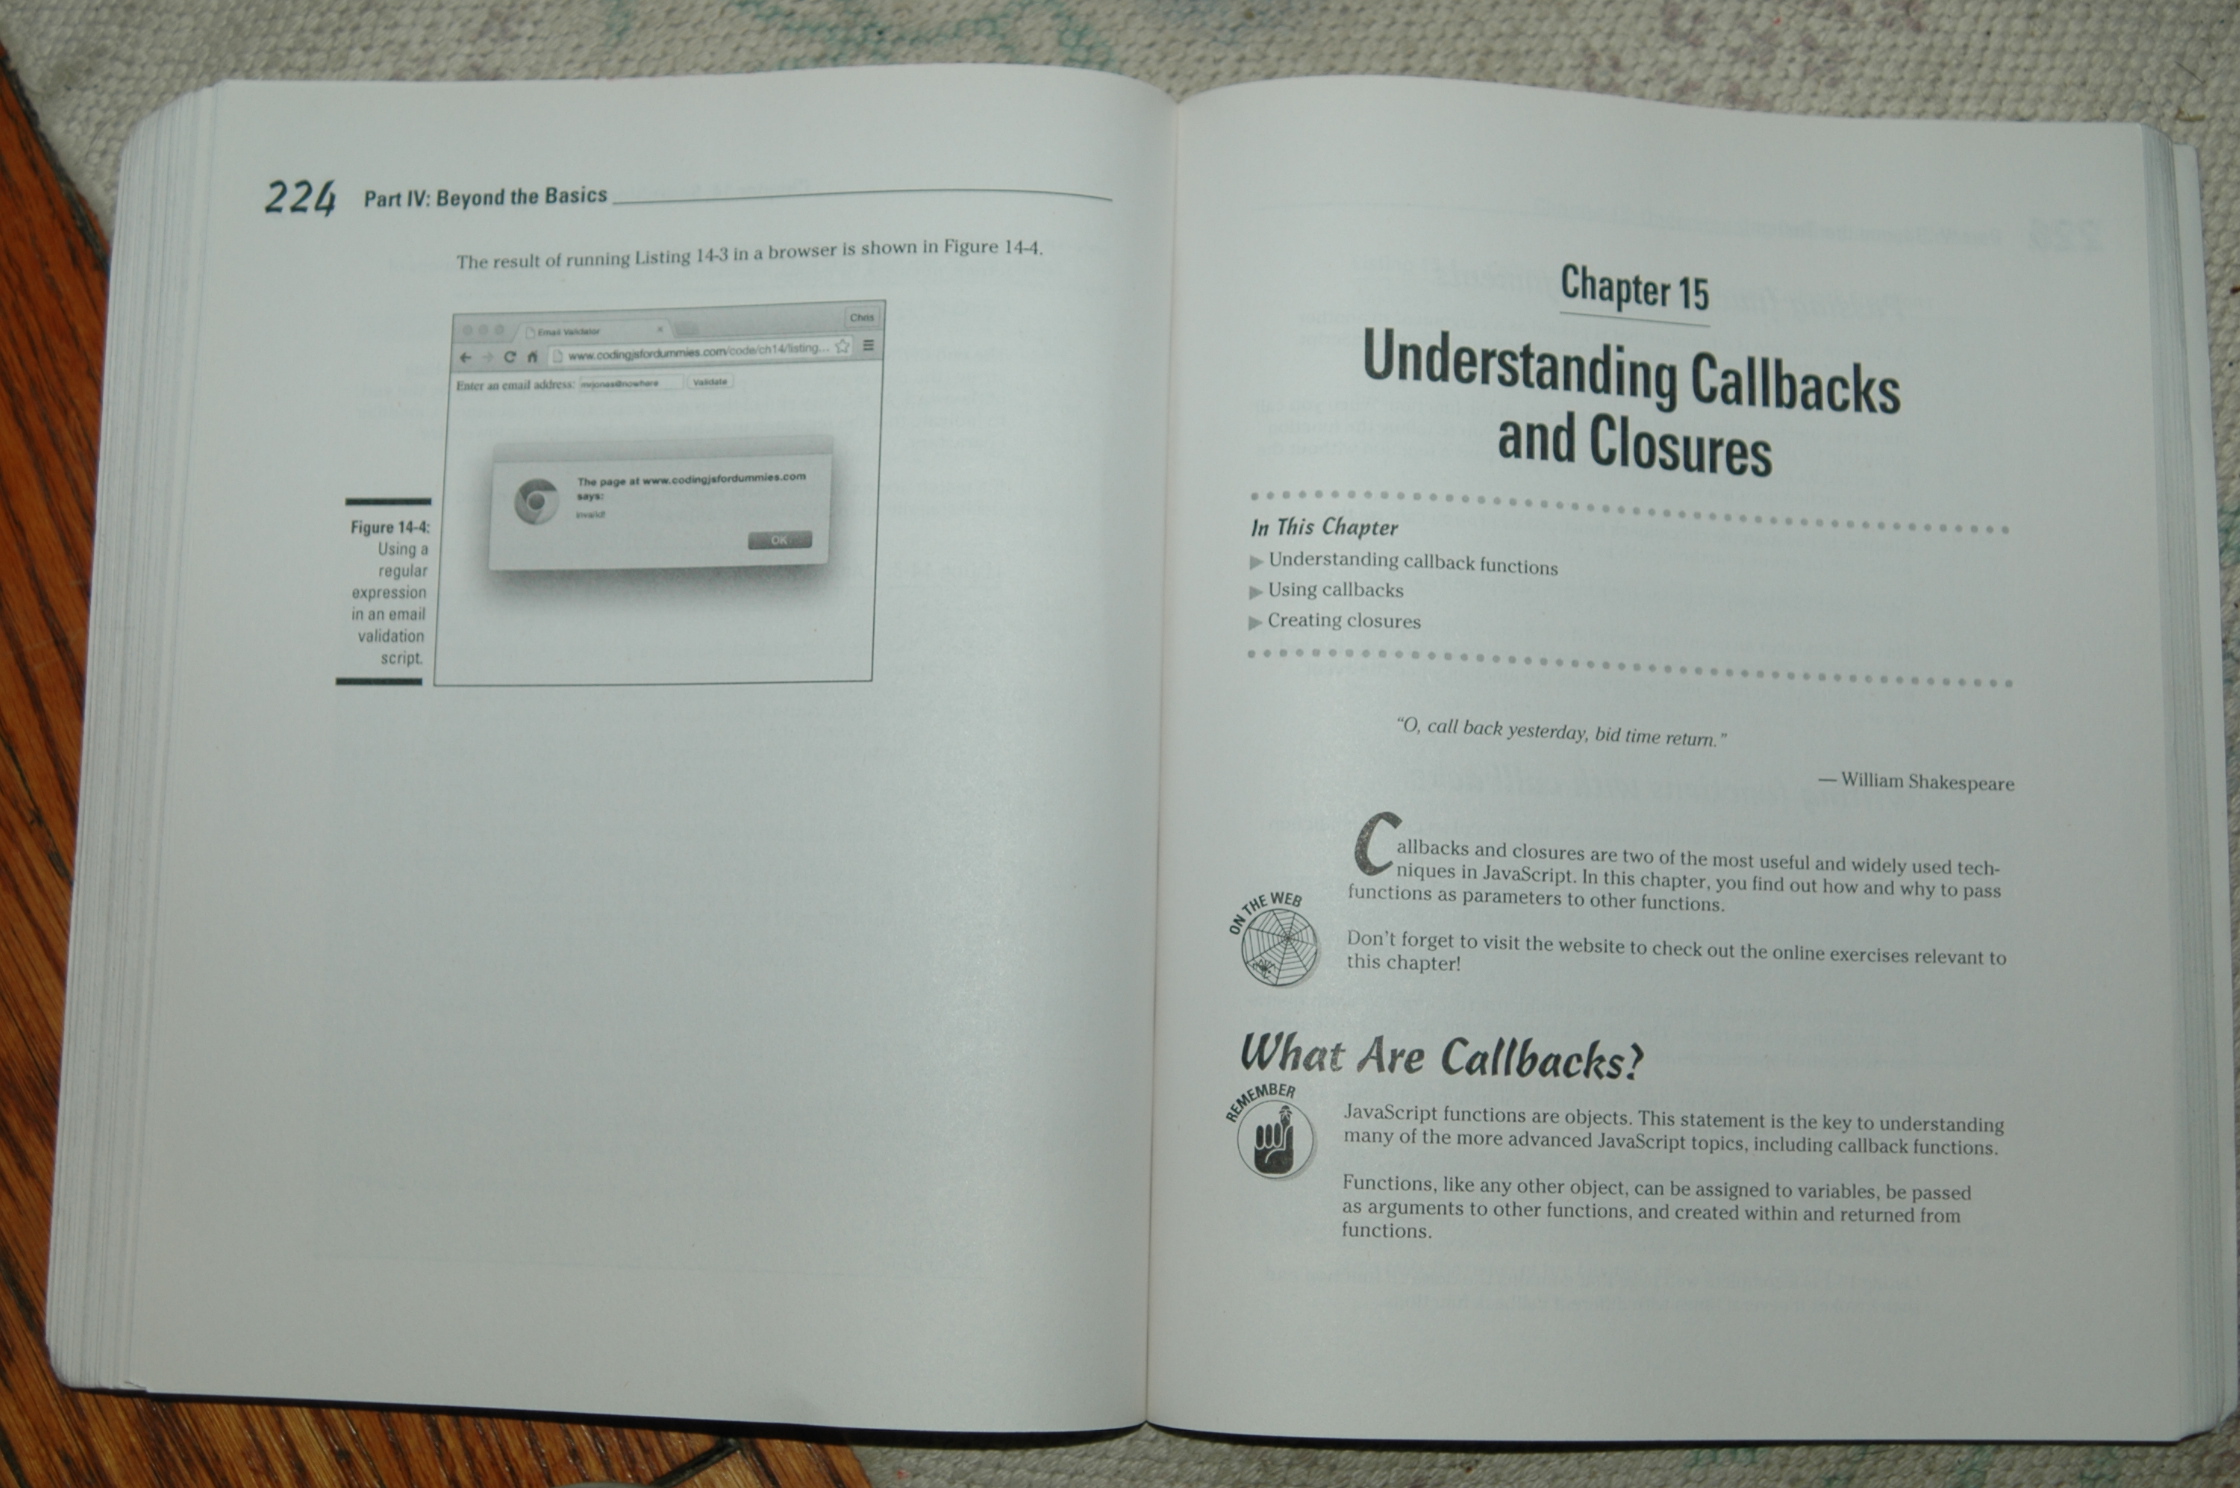 224 Part IV: Beyond the Basics
The result of running Listing 14-3 in a browser is shown in Figure 14-4.
Email Validator
Chris
www.codingjsfordummies.com/code/ch14/listing...
Enter an email address: mrjones@nowhere Validate
The page at www.codingjsfordummies.com
says:
Invalid!
OK
Figure 14-4:
Using a
regular
expression
in an email
validation
script.
Chapter 15
Understanding Callbacks
and Closures
In This Chapter
Understanding callback functions
Using callbacks
Creating closures
“O, call back yesterday, bid time return.”
— William Shakespeare
Callbacks and closures are two of the most useful and widely used tech-
niques in JavaScript. In this chapter, you find out how and why to pass
functions as parameters to other functions.
ON THE WEB
Don’t forget to visit the website to check out the online exercises relevant to
this chapter!
What Are Callbacks?
REMEMBER
JavaScript functions are objects. This statement is the key to understanding
many of the more advanced JavaScript topics, including callback functions.
Functions, like any other object, can be assigned to variables, be passed
as arguments to other functions, and created within and returned from
functions.